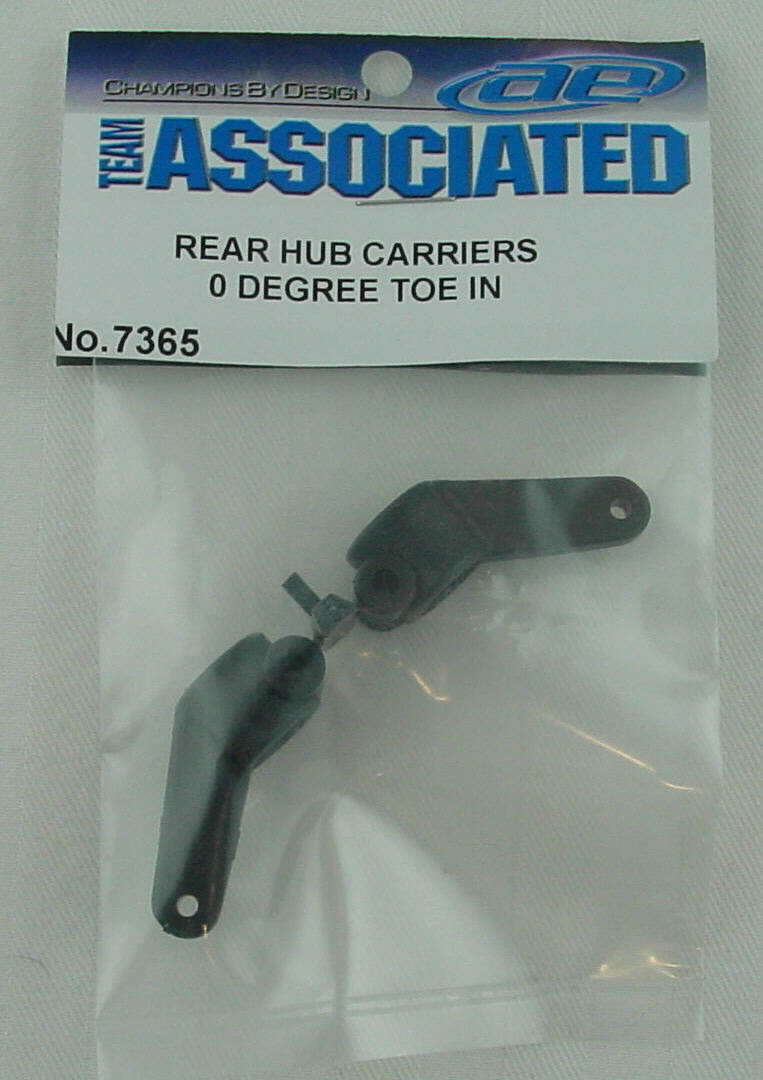 CHAMPIONS BY DESIGN
ae
TEAM
ASSOCIATED
REAR HUB CARRIERS
0 DEGREE TOE IN
No.7365